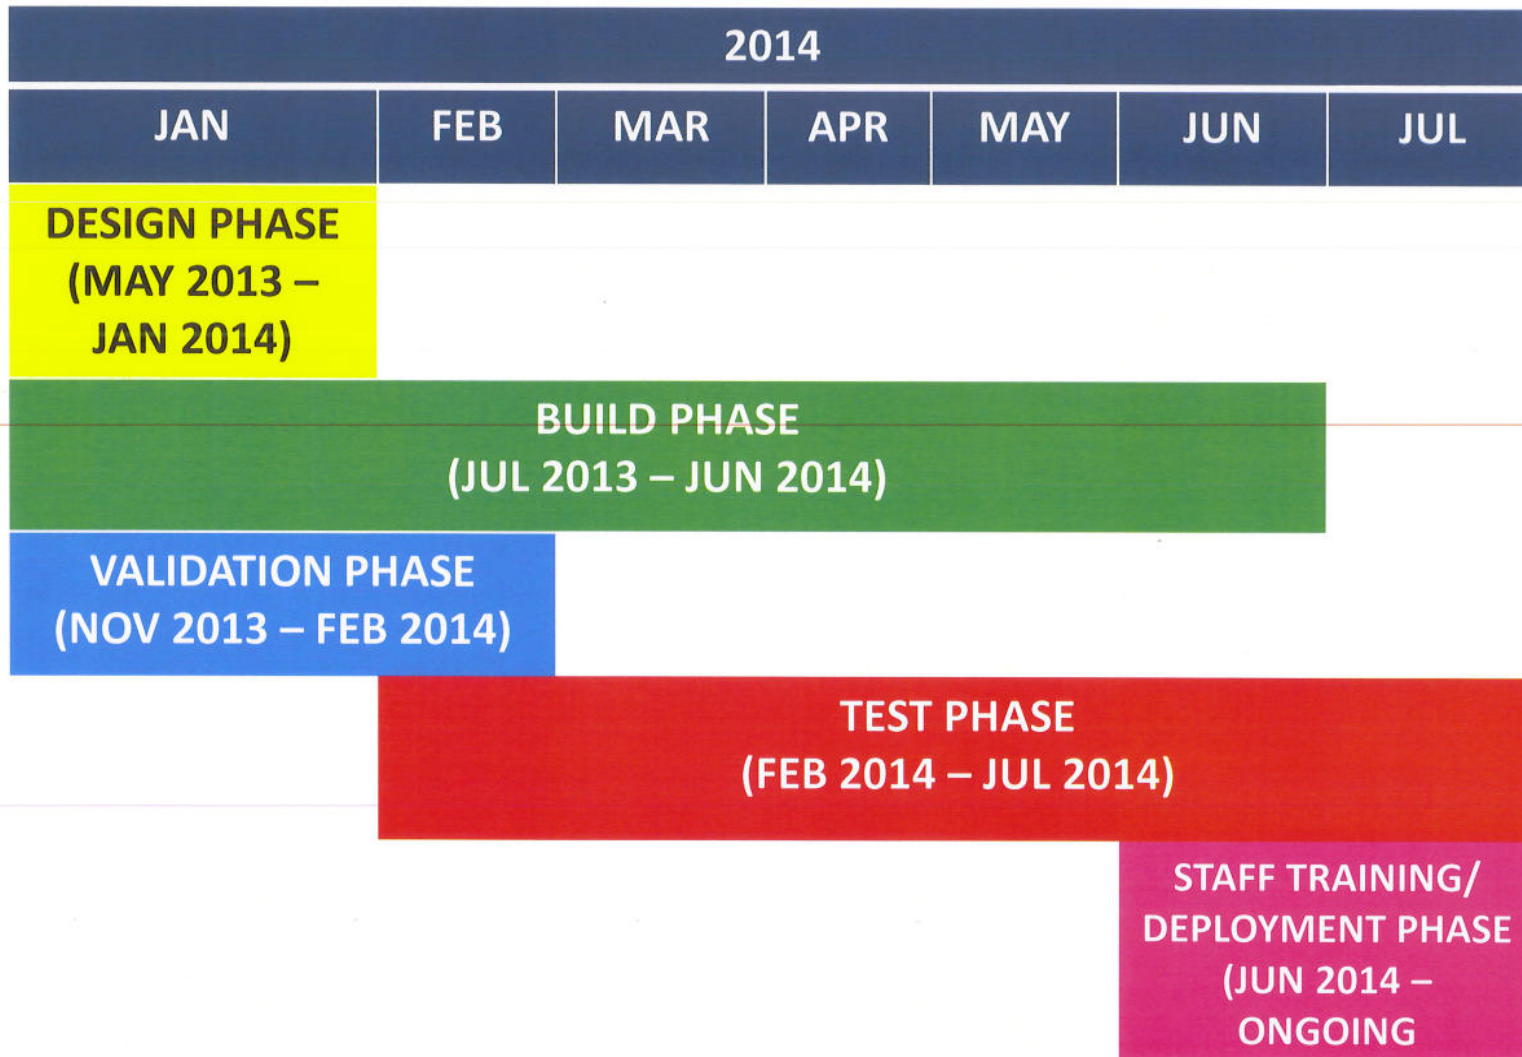 2014
JAN FEB MAR APR MAY JUN JUL
DESIGN PHASE
(MAY 2013 –
JAN 2014)
BUILD PHASE
(JUL 2013 – JUN 2014)
VALIDATION PHASE
(NOV 2013 – FEB 2014)
TEST PHASE
(FEB 2014 – JUL 2014)
STAFF TRAINING/
DEPLOYMENT PHASE
(JUN 2014 –
ONGOING